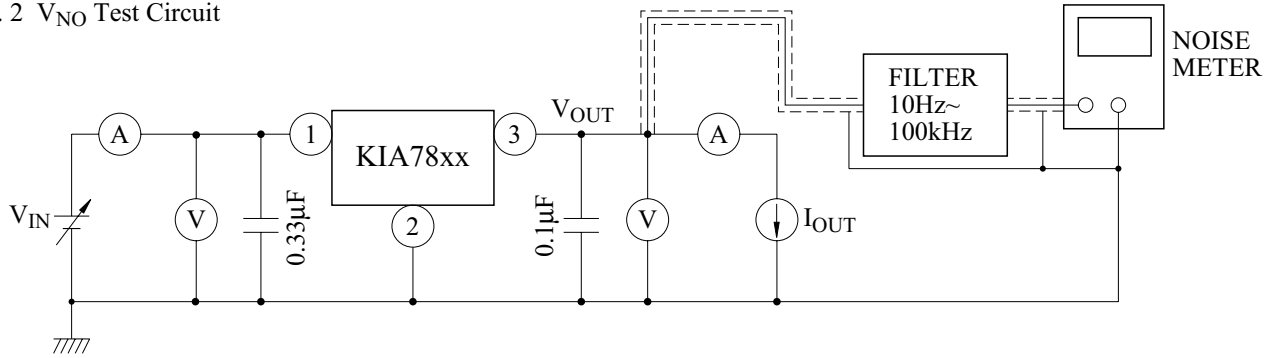 . 2 V_NO Test Circuit
NOISE
METER
FILTER
10Hz~
100kHz
V_OUT
A
1
KIA78xx
3
A
V_IN
V
0.33μF
2
0.1μF
V
I_OUT